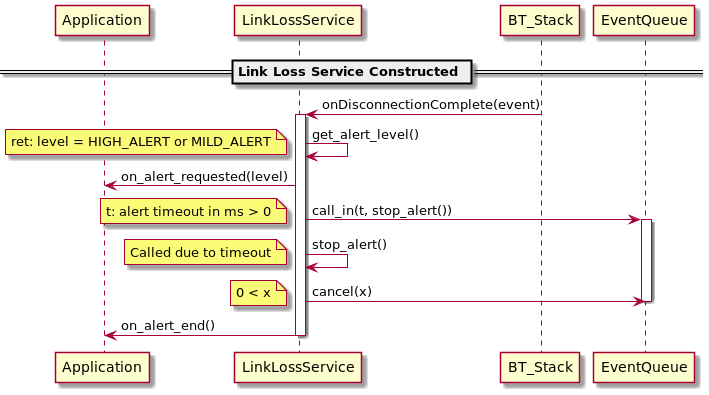 Application
LinkLossService
BT_Stack
EventQueue
Link Loss Service Constructed
onDisconnectionComplete(event)
get_alert_level()
ret: level = HIGH_ALERT or MILD_ALERT
on_alert_requested(level)
call_in(t, stop_alert())
t: alert timeout in ms > 0
stop_alert()
Called due to timeout
cancel(x)
0 < x
on_alert_end()
Application
LinkLossService
BT_Stack
EventQueue